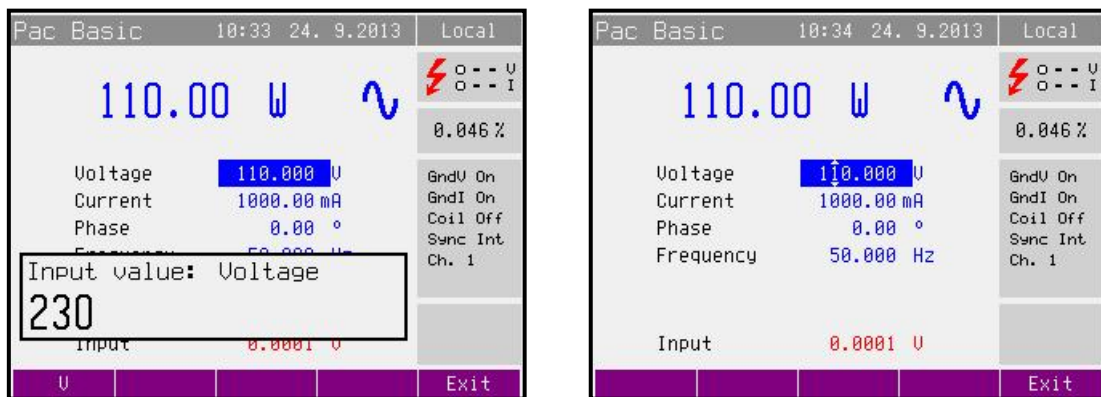 Pac Basic 10:33 24. 9.2013 Local
110.00 W
0 - - V
0 - - I
0.046 %
Voltage 110.000 V
Current 1000.00 mA
Phase 0.00 °
GndV On
GndI On
Coil Off
Sync Int
Ch. 1
Input value: Voltage
230
Input 0.0001 V
V Exit
Pac Basic 10:34 24. 9.2013 Local
110.00 W
0 - - V
0 - - I
0.046 %
Voltage 110.000 V
Current 1000.00 mA
Phase 0.00 °
Frequency 50.000 Hz
GndV On
GndI On
Coil Off
Sync Int
Ch. 1
Input 0.0001 V
Exit